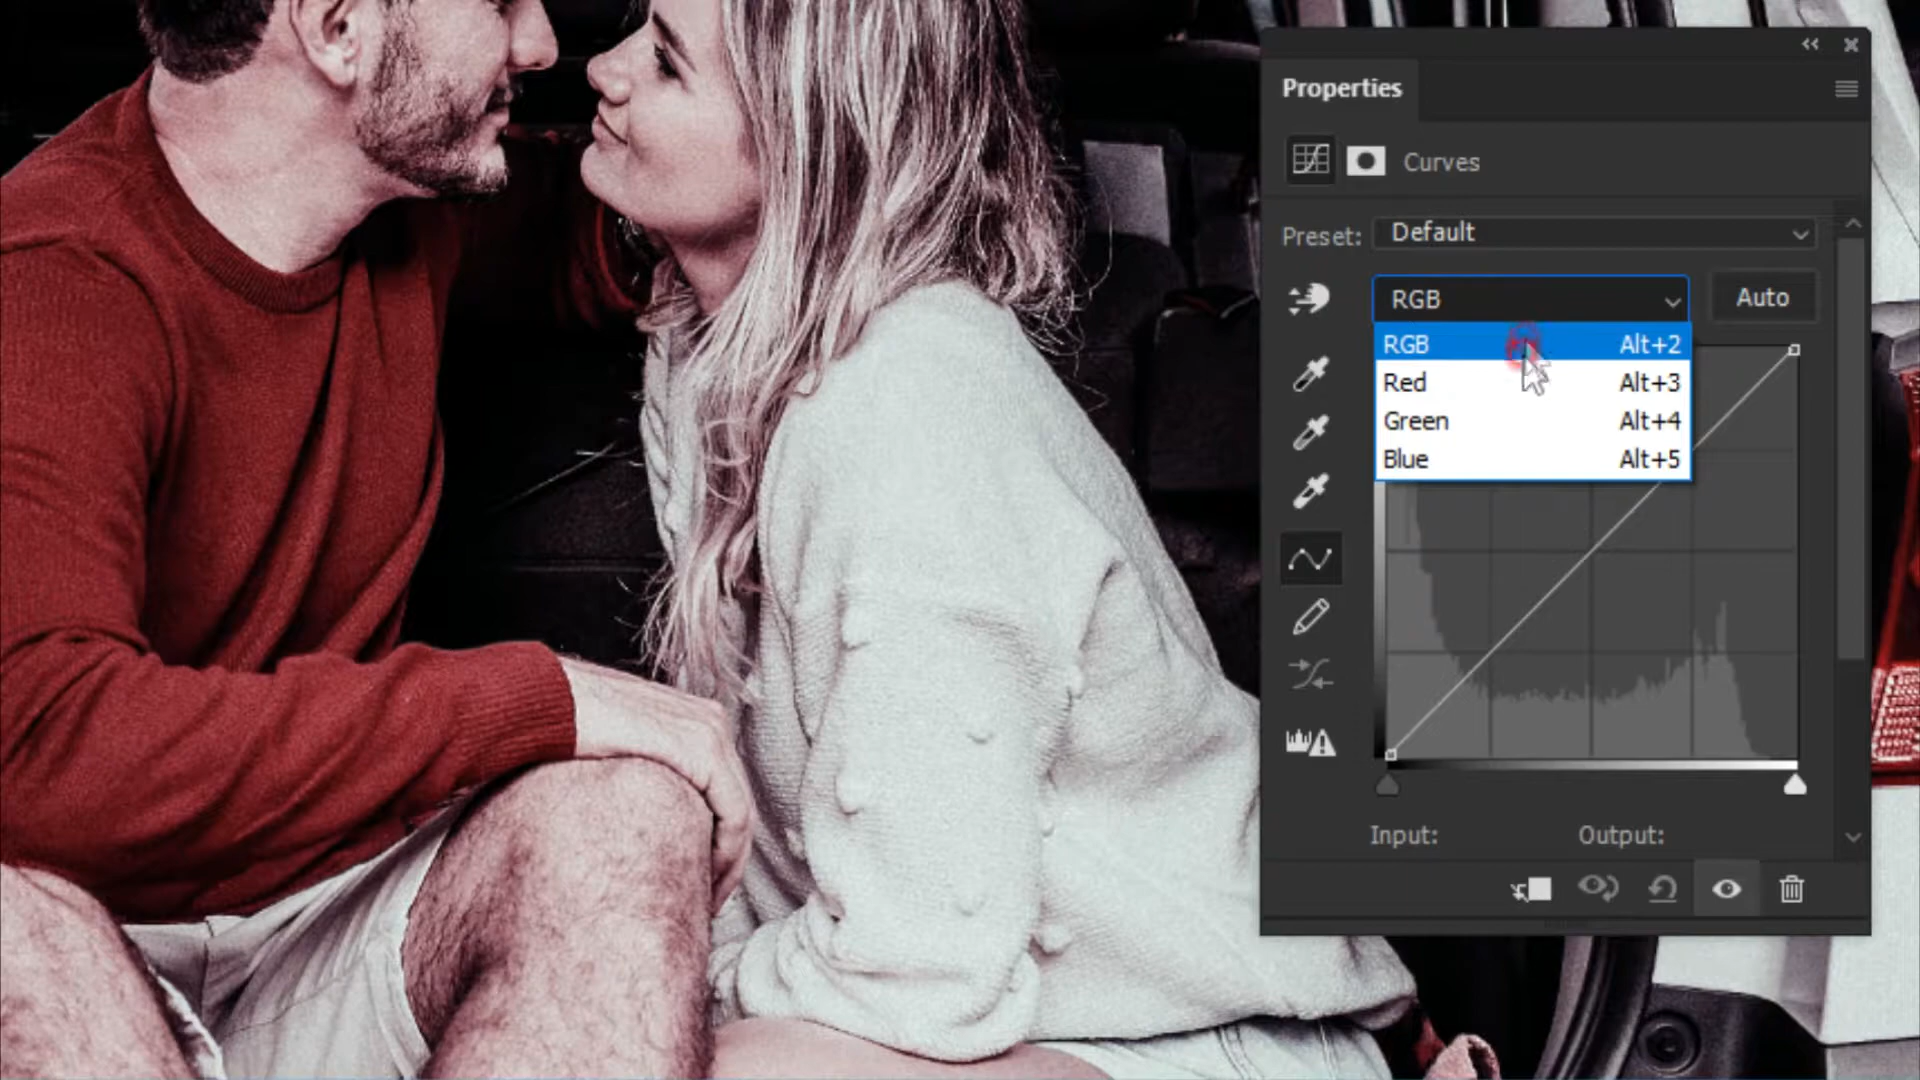 Properties
Curves
Preset: Default
RGB
Auto
RGB Alt+2
Red Alt+3
Green Alt+4
Blue Alt+5
Input: Output: